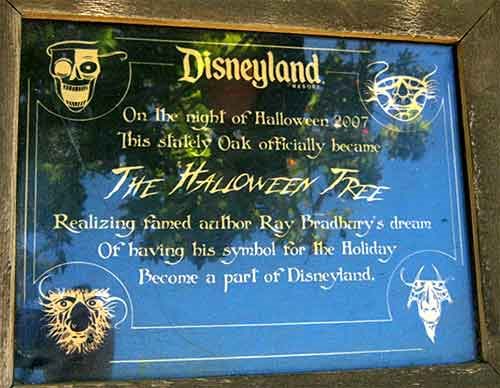 Disneyland
RESORT
On the night of Halloween 2007
This stately Oak officially became
THE HALLOWEEN TREE
Realizing famed author Ray Bradbury's dream
Of having his symbol for the Holiday
Become a part of Disneyland.